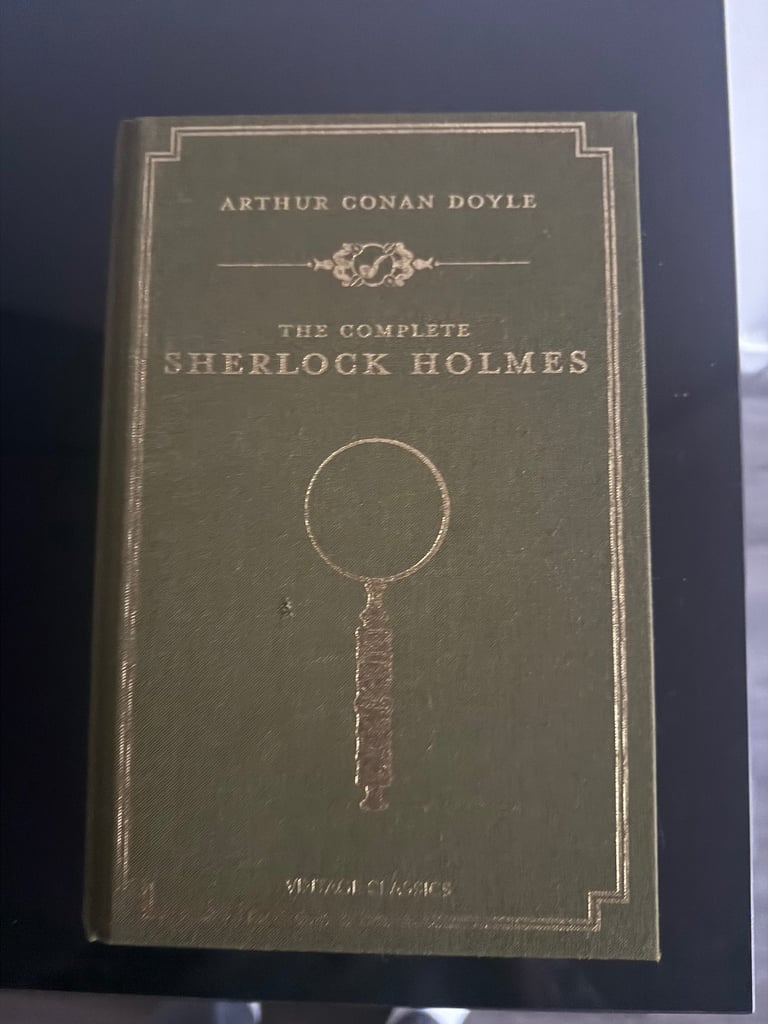 ARTHUR CONAN DOYLE
THE COMPLETE
SHERLOCK HOLMES
VINTAGE CLASSICS